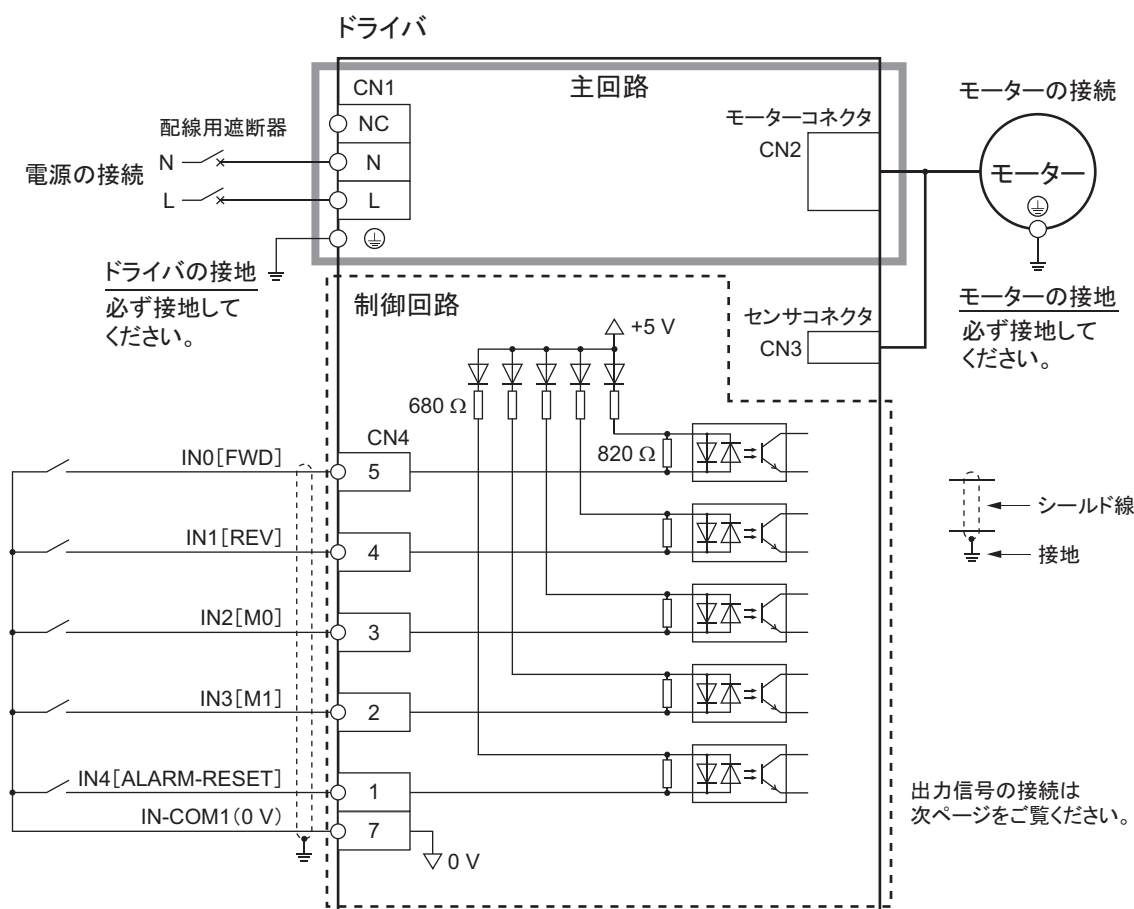 ドライバ
CN1
主回路
モーターの接続
配線用遮断器
NC
モーターコネクタ
CN2
電源の接続
N
N
モーター
L
L
ドライバの接地
必ず接地して
ください。
制御回路
センサコネクタ
CN3
モーターの接地
必ず接地して
ください。
+5 V
680 Ω
CN4
820 Ω
IN0[FWD]
5
シールド線
IN1[REV]
4
接地
IN2[M0]
3
IN3[M1]
2
IN4[ALARM-RESET]
1
IN-COM1(0 V)
7
0 V
出力信号の接続は
次ページをご覧ください。